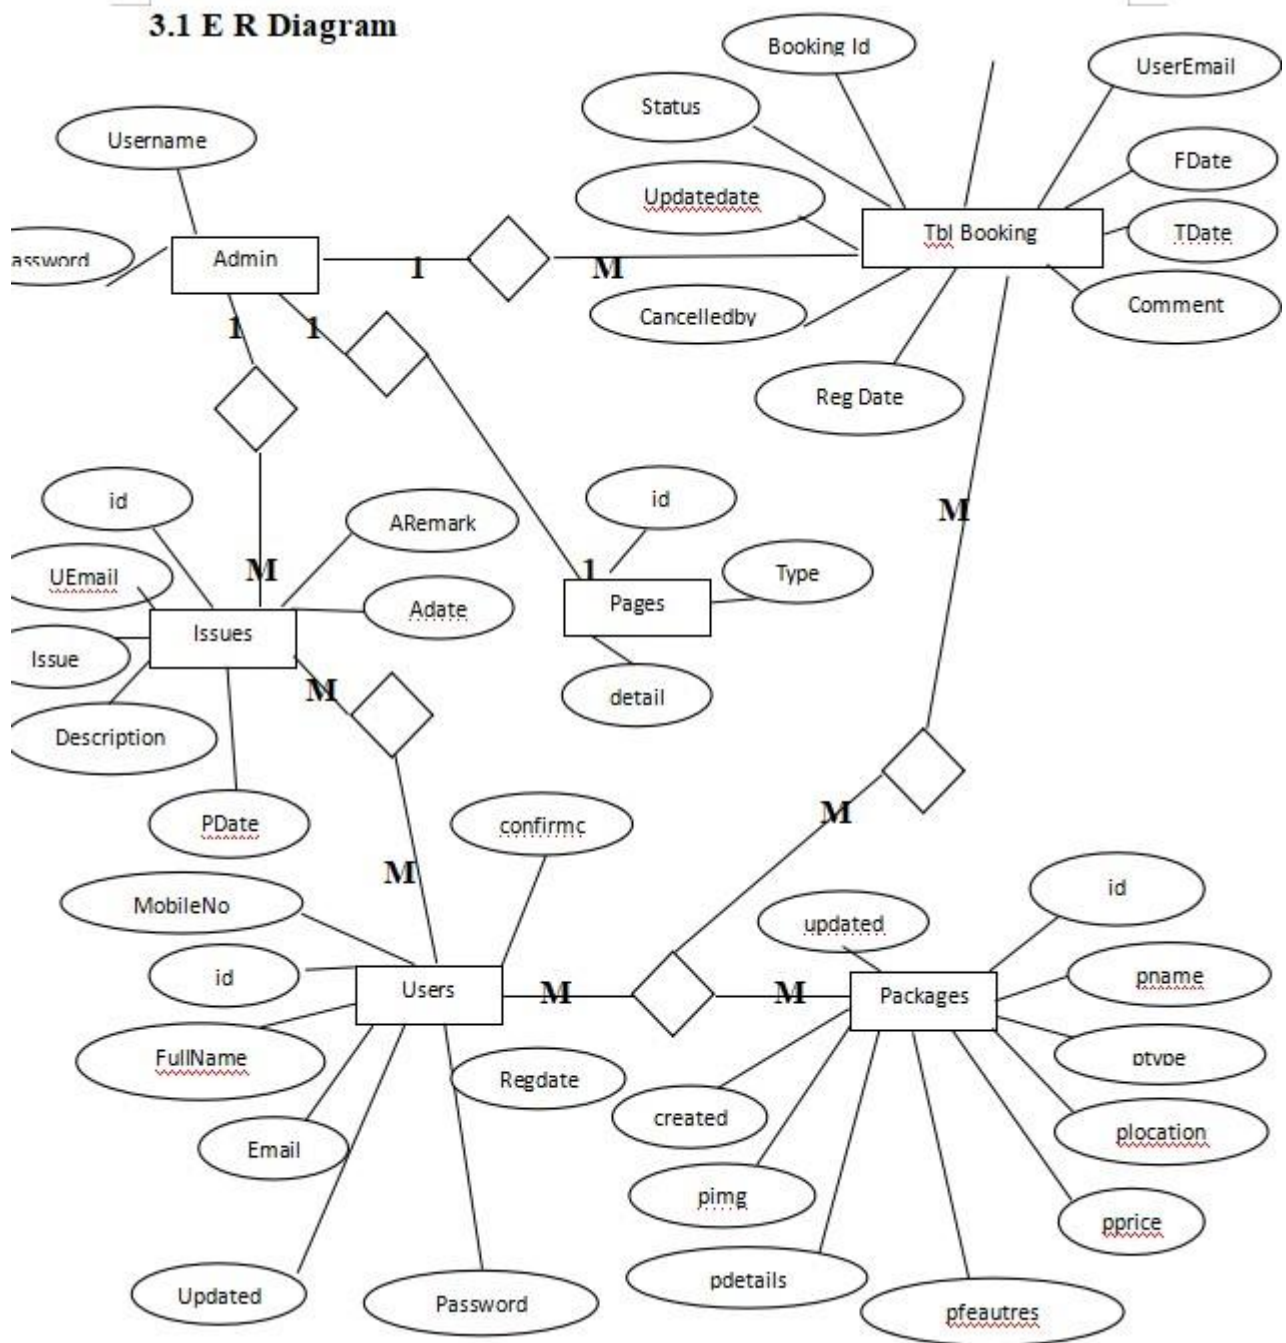 3.1 E R Diagram
Booking Id
UserEmail
Status
Username
FDate
Updatedate
Tbl Booking
TDate
assword
Admin
1
M
Comment
Cancelledby
1
1
Reg Date
id
id
M
ARemark
M
1
Type
UEmail
Adate
Pages
Issues
Issue
M
detail
Description
PDate
confirmc
M
M
MobileNo
id
updated
id
pname
Users
M
M
Packages
FullName
ptype
Regdate
created
plocation
Email
pimg
pprice
Updated
Password
pdetails
pfeautres